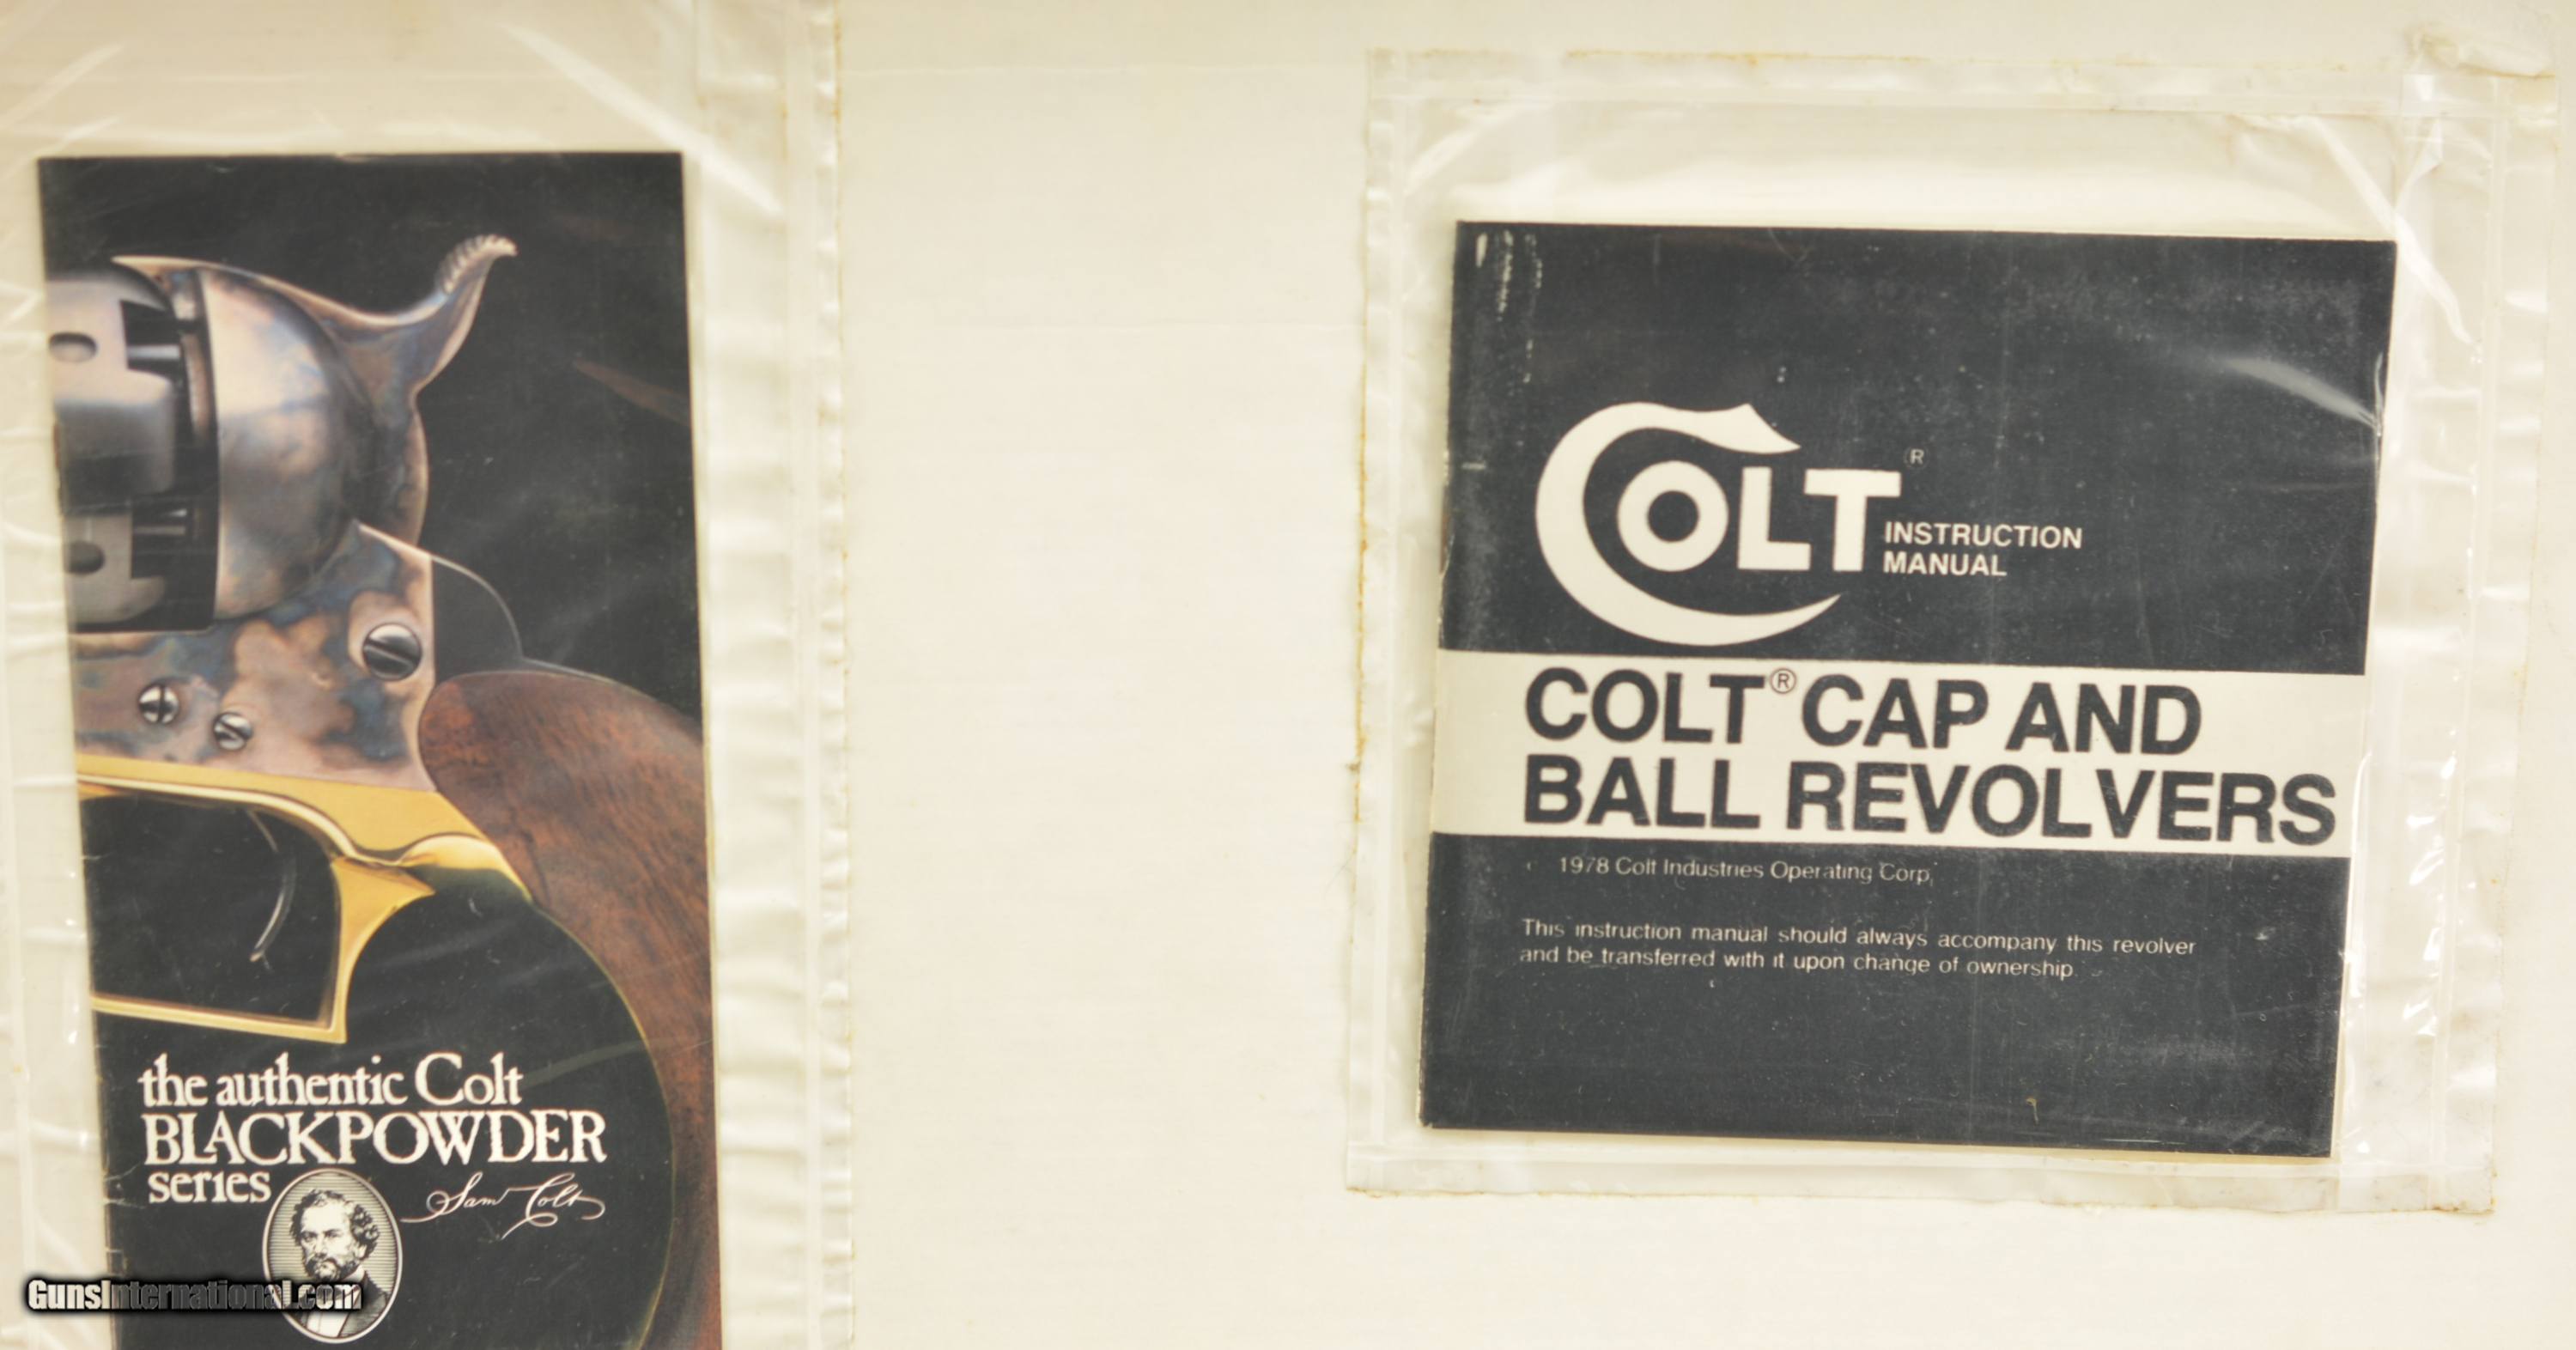 the authentic Colt
BLACKPOWDER
series
Sam Colt
GunsInternational.com
COLT®
INSTRUCTION
MANUAL
COLT® CAP AND
BALL REVOLVERS
1978 Colt Industries Operating Corp.
This instruction manual should always accompany this revolver
and be transferred with it upon change of ownership.